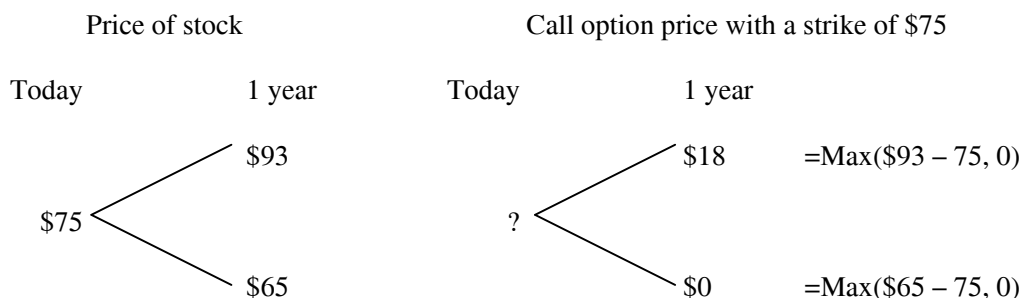 Price of stock Call option price with a strike of $75
Today 1 year Today 1 year
$93 $18 =Max($93 – 75, 0)
$75 ?
$65 $0 =Max($65 – 75, 0)